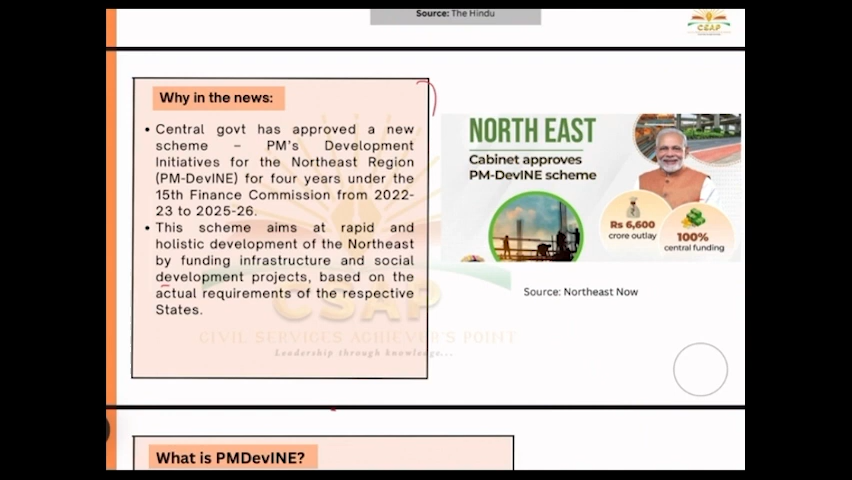 Source: The Hindu
CSAP
Why in the news:
• Central govt has approved a new
scheme – PM's Development
Initiatives for the Northeast Region
(PM-DevINE) for four years under the
15th Finance Commission from 2022-
23 to 2025-26.
• This scheme aims at rapid and
holistic development of the Northeast
by funding infrastructure and social
development projects, based on the
actual requirements of the respective
States.
NORTH EAST
Cabinet approves
PM-DevINE scheme
Rs 6,600
crore outlay
100%
central funding
Source: Northeast Now
CSAP
CIVIL SERVICES ACHIEVER'S POINT
Leadership through knowledge...
What is PMDevINE?